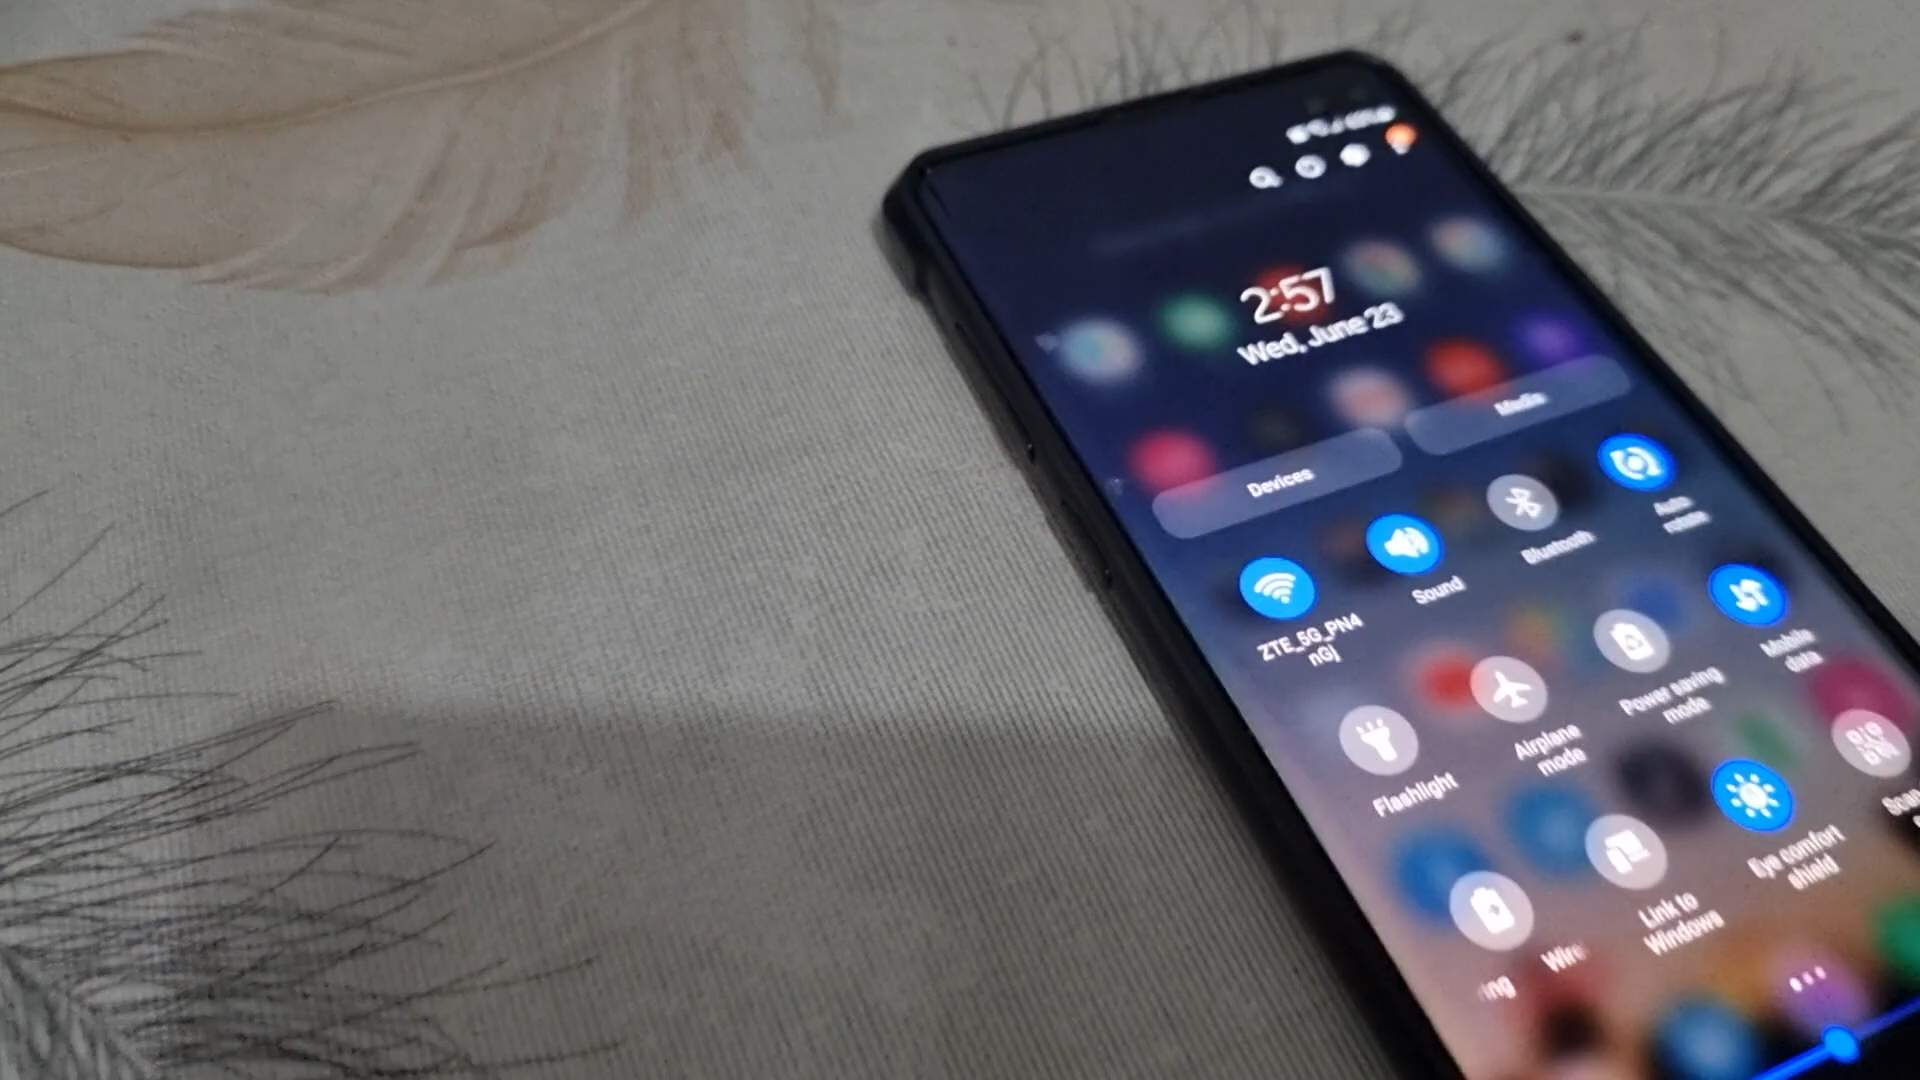 2:57
Wed, June 23
Devices
Media
ZTE_5G_PN4
nGj
Sound
Bluetooth
Auto
rotate
Flashlight
Airplane
mode
Power saving
mode
Mobile
data
Link to
Windows
Eye comfort
shield